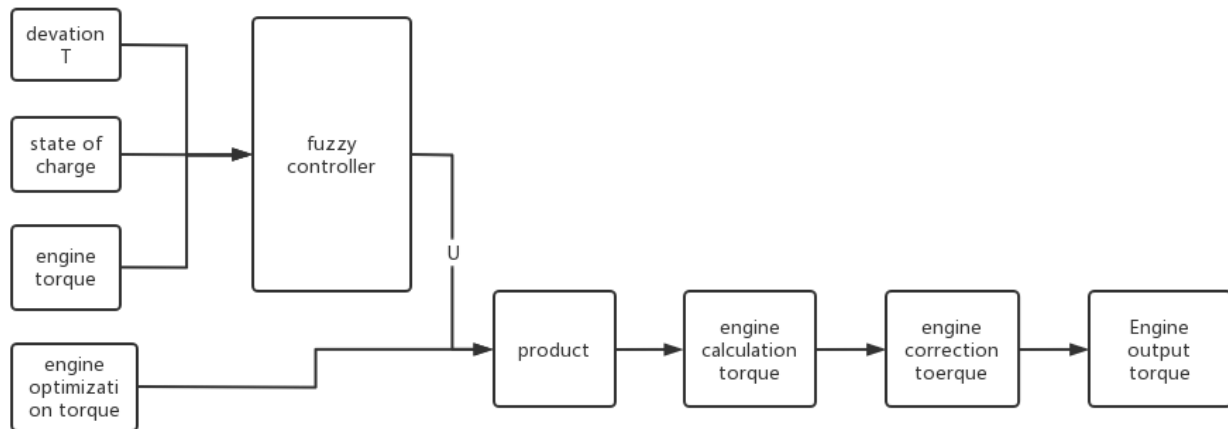 devation
T
state of
charge
engine
torque
engine
optimizati
on torque
fuzzy
controller
U
product
engine
calculation
torque
engine
correction
toerque
Engine
output
torque